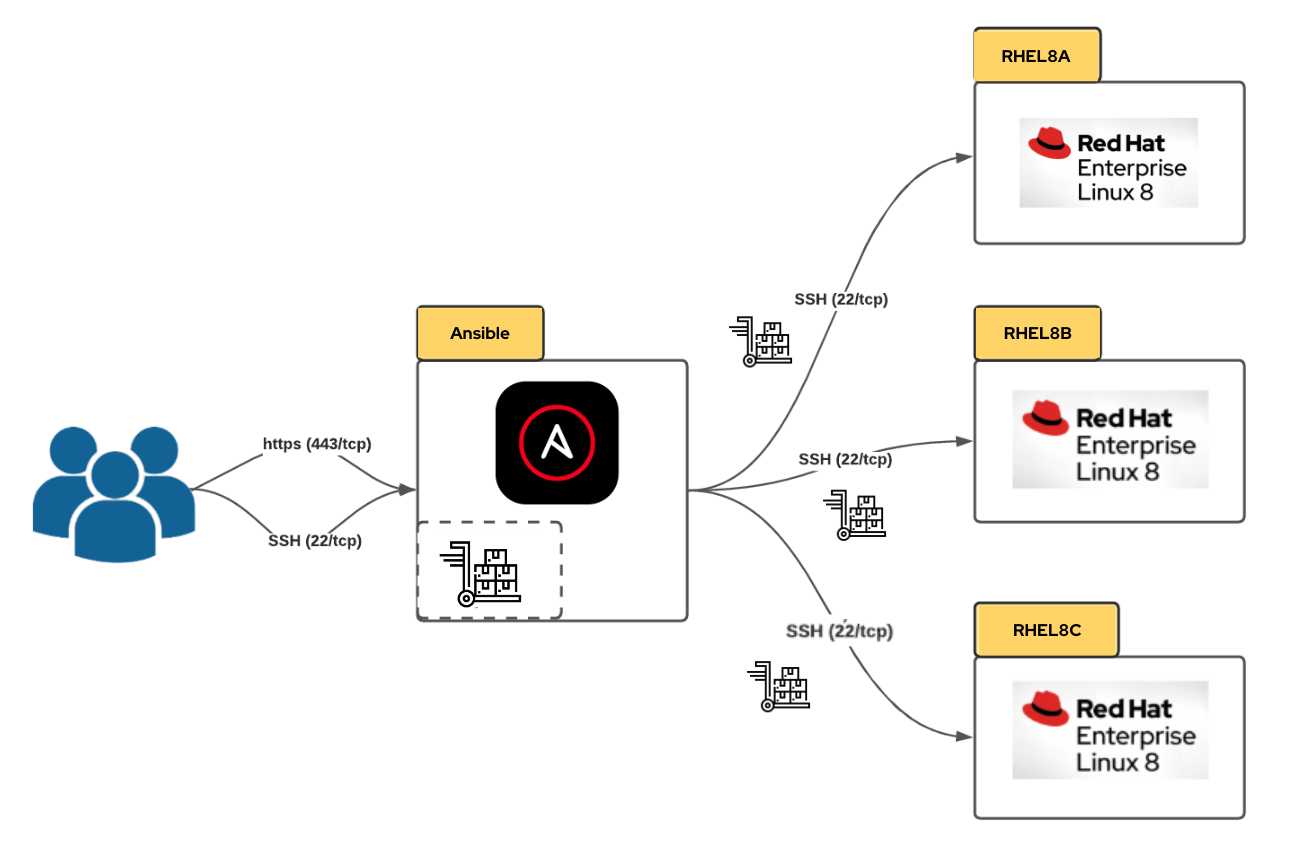 RHEL8A
Red Hat
Enterprise
Linux 8
SSH (22/tcp)
Ansible
RHEL8B
https (443/tcp)
SSH (22/tcp)
Red Hat
Enterprise
Linux 8
SSH (22/tcp)
SSH (22/tcp)
RHEL8C
Red Hat
Enterprise
Linux 8